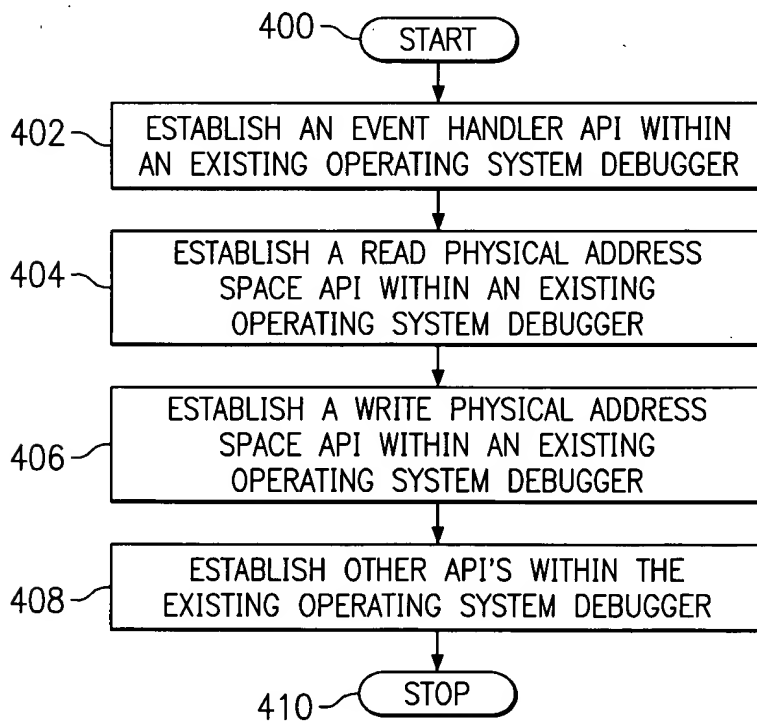 400 START
402 ESTABLISH AN EVENT HANDLER API WITHIN
AN EXISTING OPERATING SYSTEM DEBUGGER
ESTABLISH A READ PHYSICAL ADDRESS
404 SPACE API WITHIN AN EXISTING
OPERATING SYSTEM DEBUGGER
ESTABLISH A WRITE PHYSICAL ADDRESS
406 SPACE API WITHIN AN EXISTING
OPERATING SYSTEM DEBUGGER
408 ESTABLISH OTHER API'S WITHIN THE
EXISTING OPERATING SYSTEM DEBUGGER
410 STOP